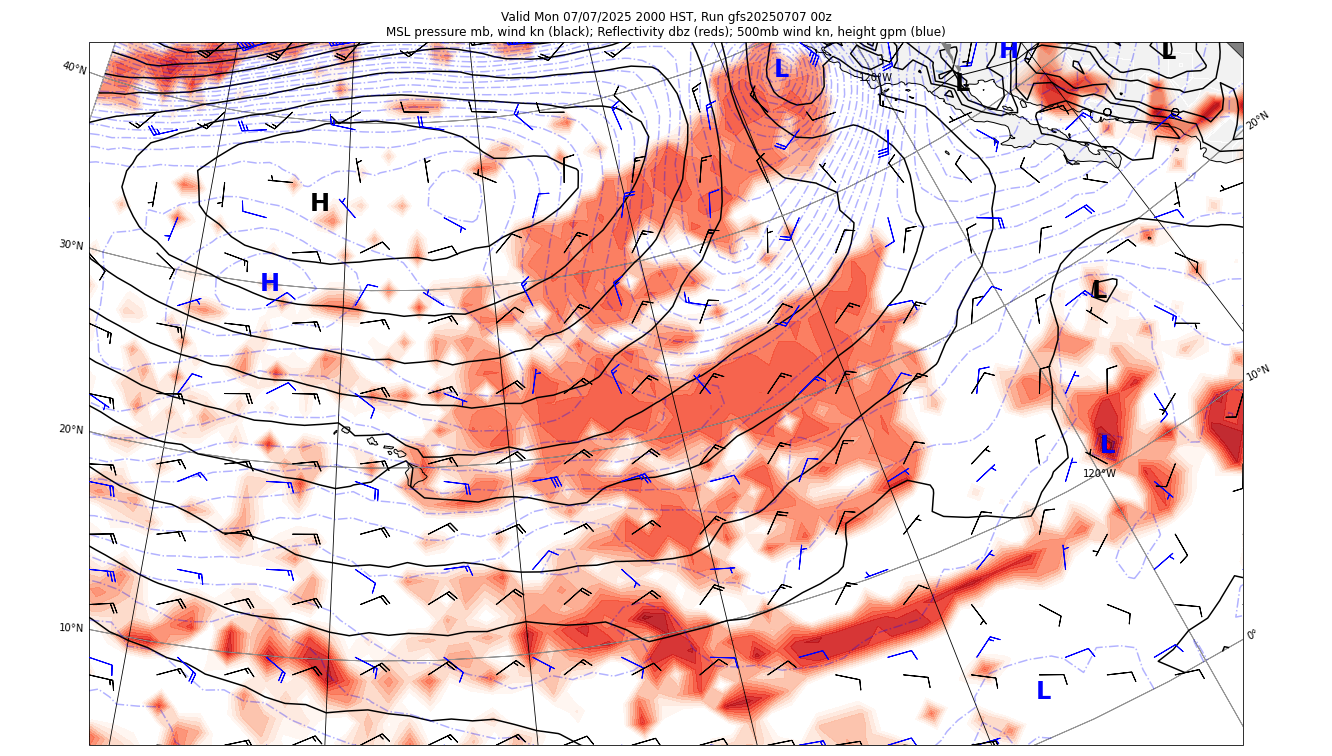 Valid Mon 07/07/2025 2000 HST, Run gfs20250707 00z
MSL pressure mb, wind kn (black); Reflectivity dbz (reds); 500mb wind kn, height gpm (blue)
H
L
L
120°W
L
40°N
20°N
H
30°N
H
L
10°N
20°N
L
120°W
10°N
0°
L